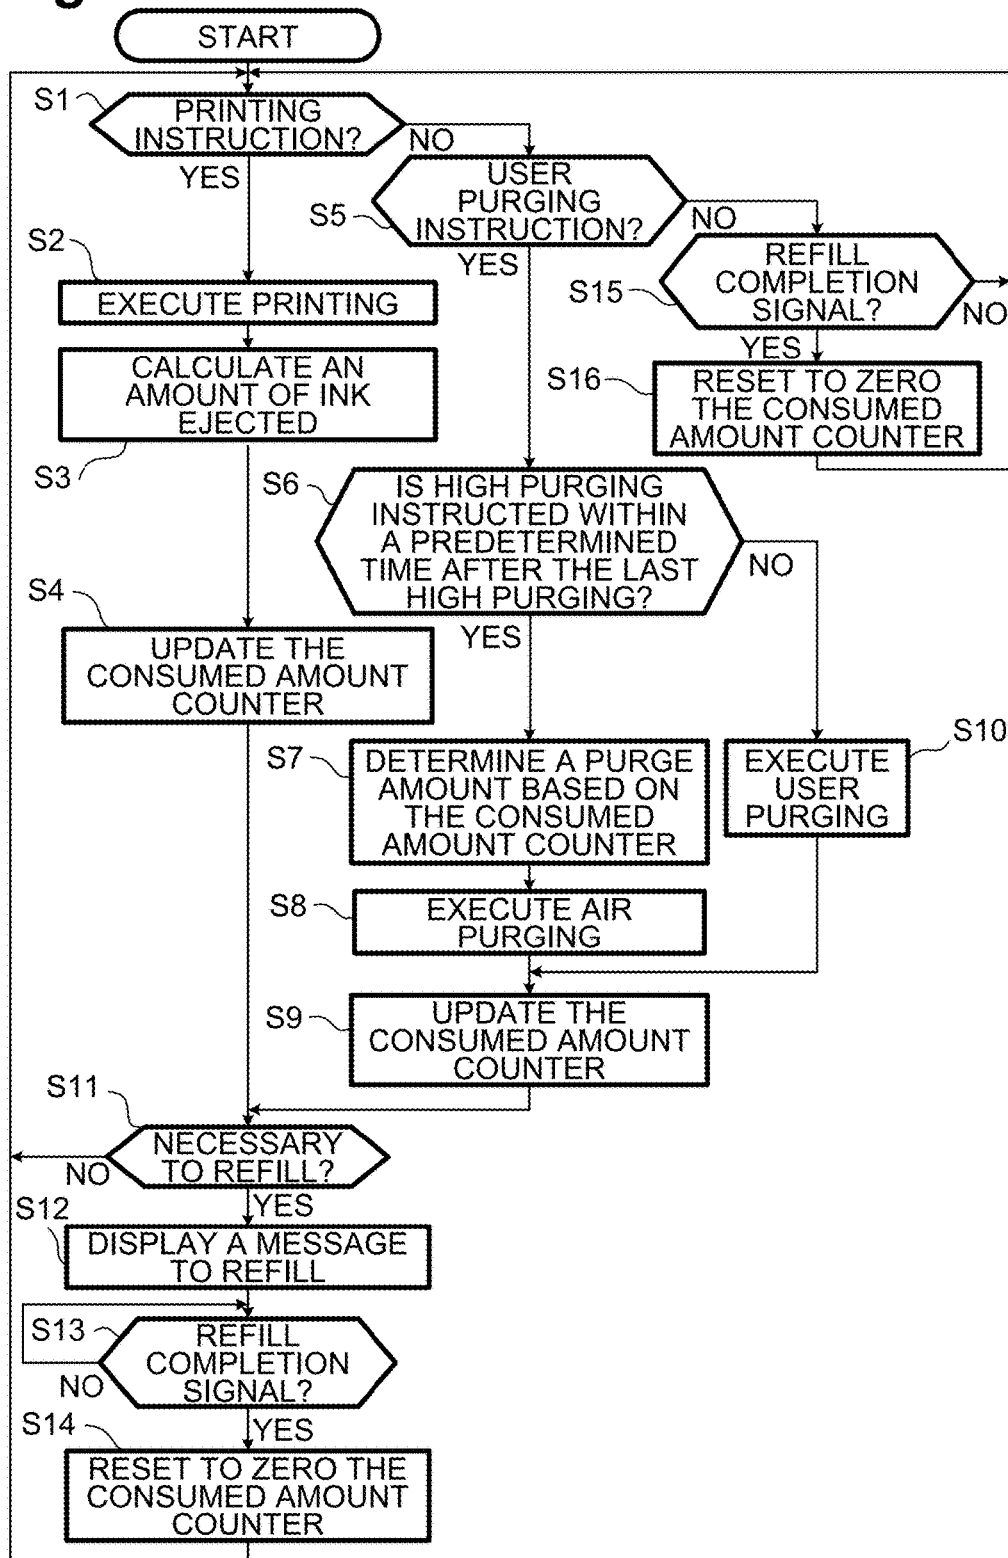 START
S1
PRINTING
INSTRUCTION?
NO
YES
S5
USER
PURGING
INSTRUCTION?
NO
YES
S2
EXECUTE PRINTING
S15
REFILL
COMPLETION
SIGNAL?
NO
YES
S3
CALCULATE AN
AMOUNT OF INK
EJECTED
S16
RESET TO ZERO
THE CONSUMED
AMOUNT COUNTER
S6
IS HIGH PURGING
INSTRUCTED WITHIN
A PREDETERMINED
TIME AFTER THE LAST
HIGH PURGING?
NO
YES
S4
UPDATE THE
CONSUMED AMOUNT
COUNTER
S7
DETERMINE A PURGE
AMOUNT BASED ON
THE CONSUMED
AMOUNT COUNTER
S10
EXECUTE
USER
PURGING
S8
EXECUTE AIR
PURGING
S9
UPDATE THE
CONSUMED AMOUNT
COUNTER
S11
NECESSARY
TO REFILL?
NO
YES
S12
DISPLAY A MESSAGE
TO REFILL
S13
REFILL
COMPLETION
SIGNAL?
NO
YES
S14
RESET TO ZERO THE
CONSUMED AMOUNT
COUNTER